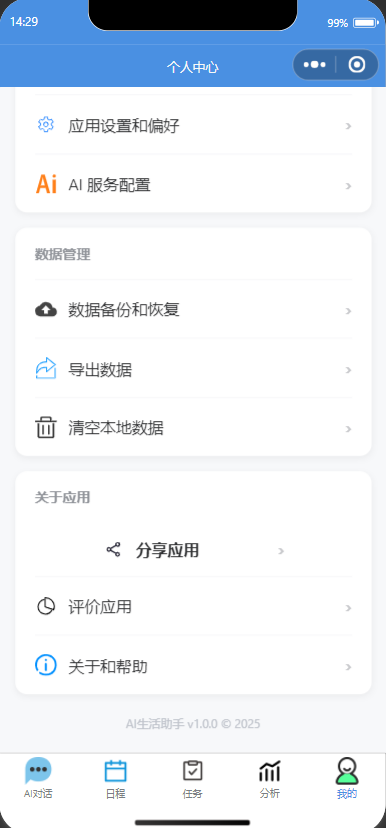 14:29
99%
个人中心
应用设置和偏好
Ai AI 服务配置
数据管理
数据备份和恢复
导出数据
清空本地数据
关于应用
分享应用
评价应用
关于和帮助
AI生活助手 v1.0.0 © 2025
AI对话 日程 任务 分析 我的